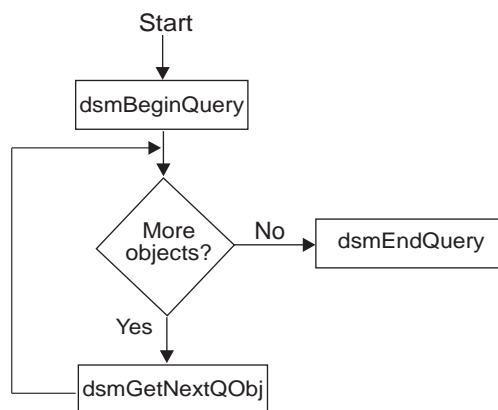 Start
dsmBeginQuery
More
objects?
No
dsmEndQuery
Yes
dsmGetNextQObj